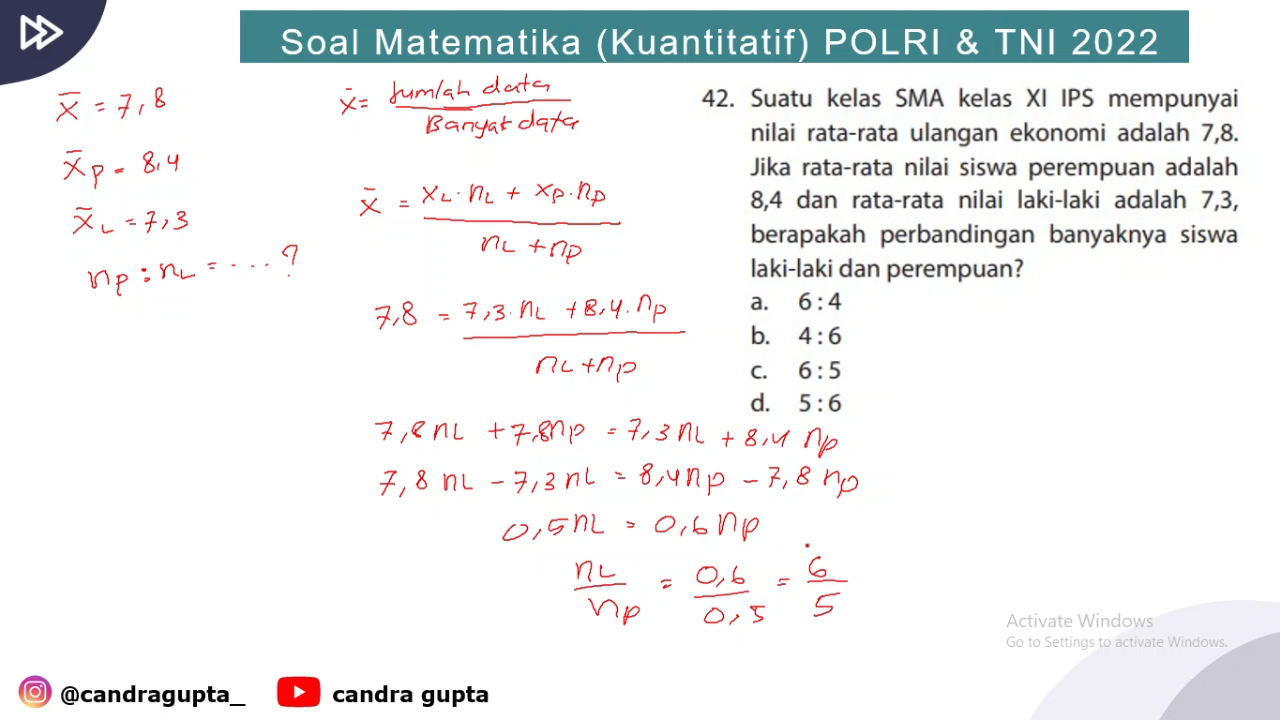 Soal Matematika (Kuantitatif) POLRI & TNI 2022
x̄ = 7,8
x̄p = 8,4
x̄L = 7,3
np : nL = .... ?
x̄ = Jumlah data / Banyak data
x̄ = xL . nL + xp . np / nL + np
7,8 = 7,3 . nL + 8,4 . np / nL + np
7,8 nL + 7,8 np = 7,3 nL + 8,4 np
7,8 nL - 7,3 nL = 8,4 np - 7,8 np
0,5 nL = 0,6 np
nL / np = 0,6 / 0,5 = 6 / 5
42. Suatu kelas SMA kelas XI IPS mempunyai
nilai rata-rata ulangan ekonomi adalah 7,8.
Jika rata-rata nilai siswa perempuan adalah
8,4 dan rata-rata nilai laki-laki adalah 7,3,
berapakah perbandingan banyaknya siswa
laki-laki dan perempuan?
a. 6 : 4
b. 4 : 6
c. 6 : 5
d. 5 : 6
Activate Windows
Go to Settings to activate Windows.
@candragupta_
candra gupta